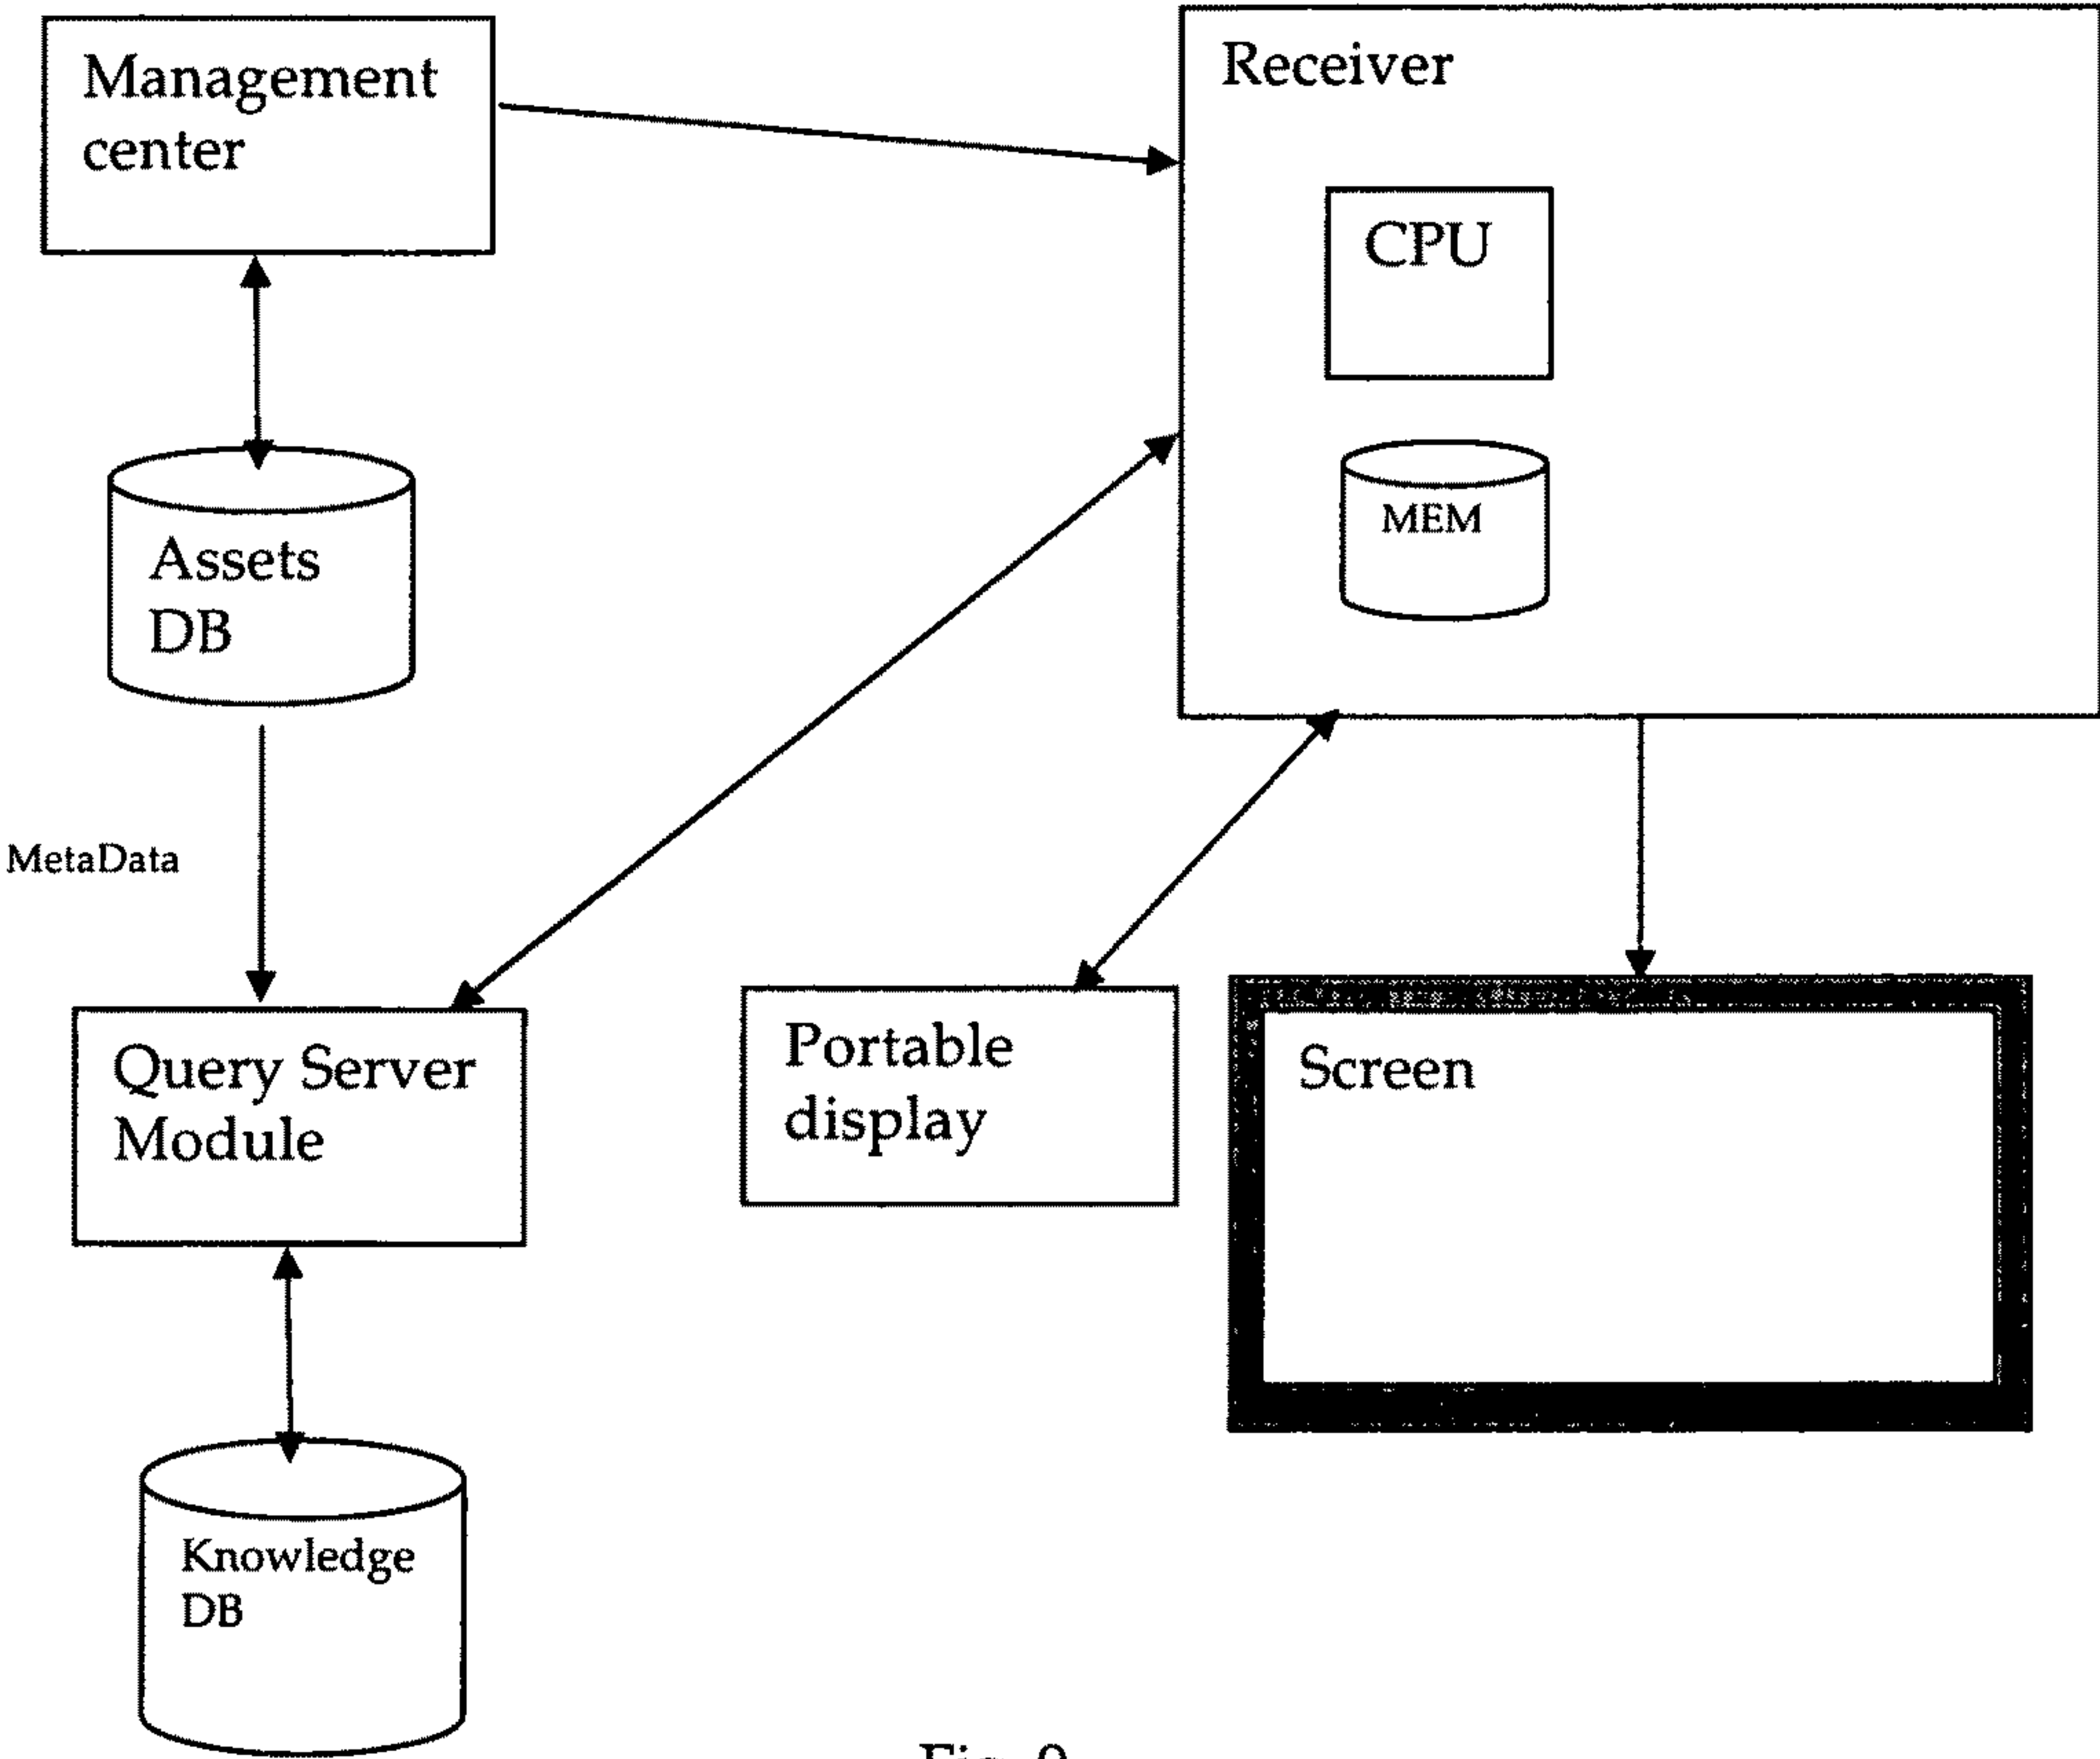 Management
center
Receiver
CPU
MEM
Assets
DB
MetaData
Query Server
Module
Portable
display
Screen
Knowledge
DB